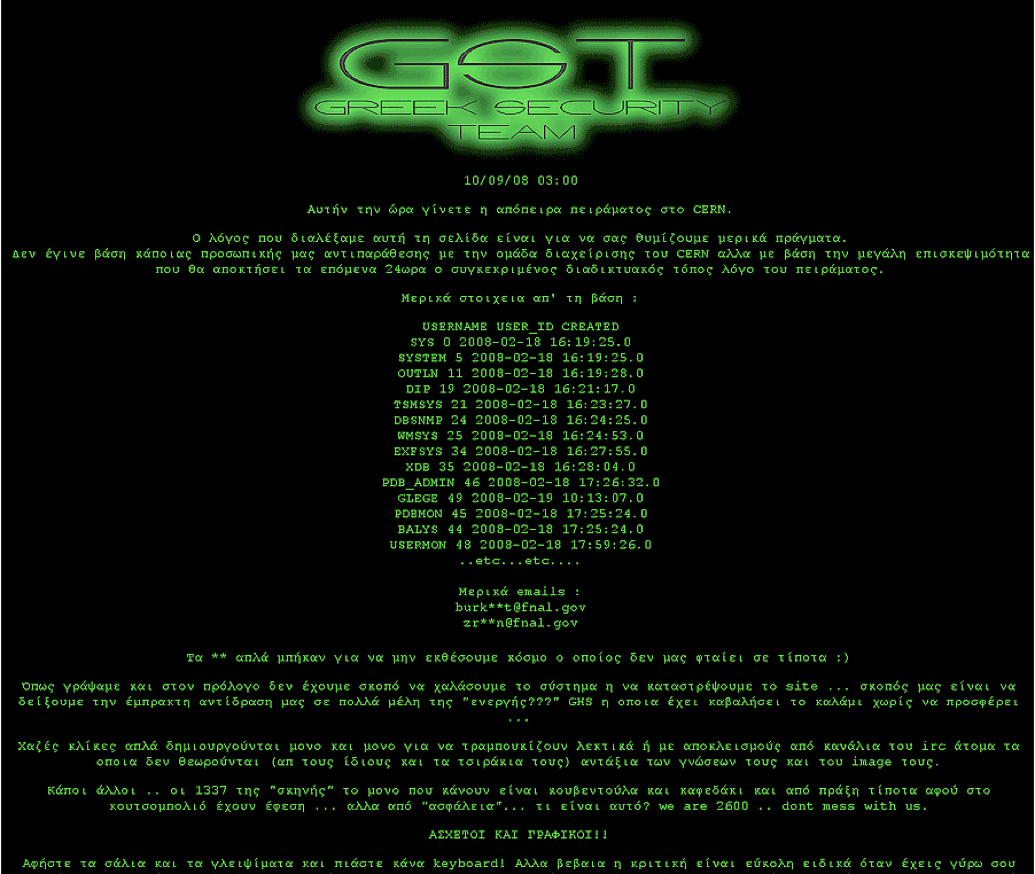 GST
GREEK SECURITY
TEAM
10/09/08 03:00
Αυτήν την ώρα γίνετε η απόπειρα πειράματος στο CERN.
Ο λόγος που διαλέξαμε αυτή τη σελίδα είναι για να σας θυμίζουμε μερικά πράγματα.
Δεν έγινε βάση κάποιας προσωπικής μας αντιπαράθεσης με την ομάδα διαχείρισης του CERN αλλα με βάση την μεγάλη επισκεψιμότητα
που θα αποκτήσει τα επόμενα 24ωρα ο συγκεκριμένος διαδικτυακός τόπος λόγο του πειράματος.
Μερικά στοιχεια απ' τη βάση :
USERNAME USER_ID CREATED
SYS 0 2008-02-18 16:19:25.0
SYSTEM 5 2008-02-18 16:19:25.0
OUTLN 11 2008-02-18 16:19:28.0
DIP 19 2008-02-18 16:21:17.0
TSMSYS 21 2008-02-18 16:23:27.0
DBSNMP 24 2008-02-18 16:24:25.0
WMSYS 25 2008-02-18 16:24:53.0
EXFSYS 34 2008-02-18 16:27:55.0
XDB 35 2008-02-18 16:28:04.0
PDB_ADMIN 46 2008-02-18 17:26:32.0
GLEGE 49 2008-02-19 10:13:07.0
PDBMON 45 2008-02-18 17:25:24.0
BALYS 44 2008-02-18 17:25:24.0
USERMON 48 2008-02-18 17:59:26.0
..etc...etc....
Μερικά emails :
burk**t@fnal.gov
zr**n@fnal.gov
Τα ** απλά μπήκαν για να μην εκθέσουμε κόσμο ο οποίος δεν μας φταίει σε τίποτα :)
Όπως γράψαμε και στον πρόλογο δεν έχουμε σκοπό να χαλάσουμε το σύστημα η να καταστρέψουμε το site ... σκοπός μας είναι να
δείξουμε την έμπρακτη αντίδραση μας σε πολλά μέλη της "ενεργής???" GHS η οποια έχει καβαλήσει το καλάμι χωρίς να προσφέρει
...
Χαζές κλίκες απλά δημιουργούνται μονο και μονο για να τραμπουκίζουν λεκτικά ή με αποκλεισμούς από κανάλια του irc άτομα τα
οποια δεν θεωρούνται (απ τους ίδιους και τα τσιράκια τους) αντάξια των γνώσεων τους και του image τους.
Κάποι άλλοι .. οι 1337 της "σκηνής" το μονο που κάνουν είναι κουβεντούλα και καφεδάκι και από πράξη τίποτα αφού στο
κουτσομπολιό έχουν έφεση ... αλλα από "ασφάλεια"... τι είναι αυτό? we are 2600 .. dont mess with us.
ΑΣΧΕΤΟΙ ΚΑΙ ΓΡΑΦΙΚΟΙ!!
Αφήστε τα σάλια και τα γλειψίματα και πιάστε κάνα keyboard! Αλλα βεβαια η κριτική είναι εύκολη ειδικά όταν έχεις γύρω σου